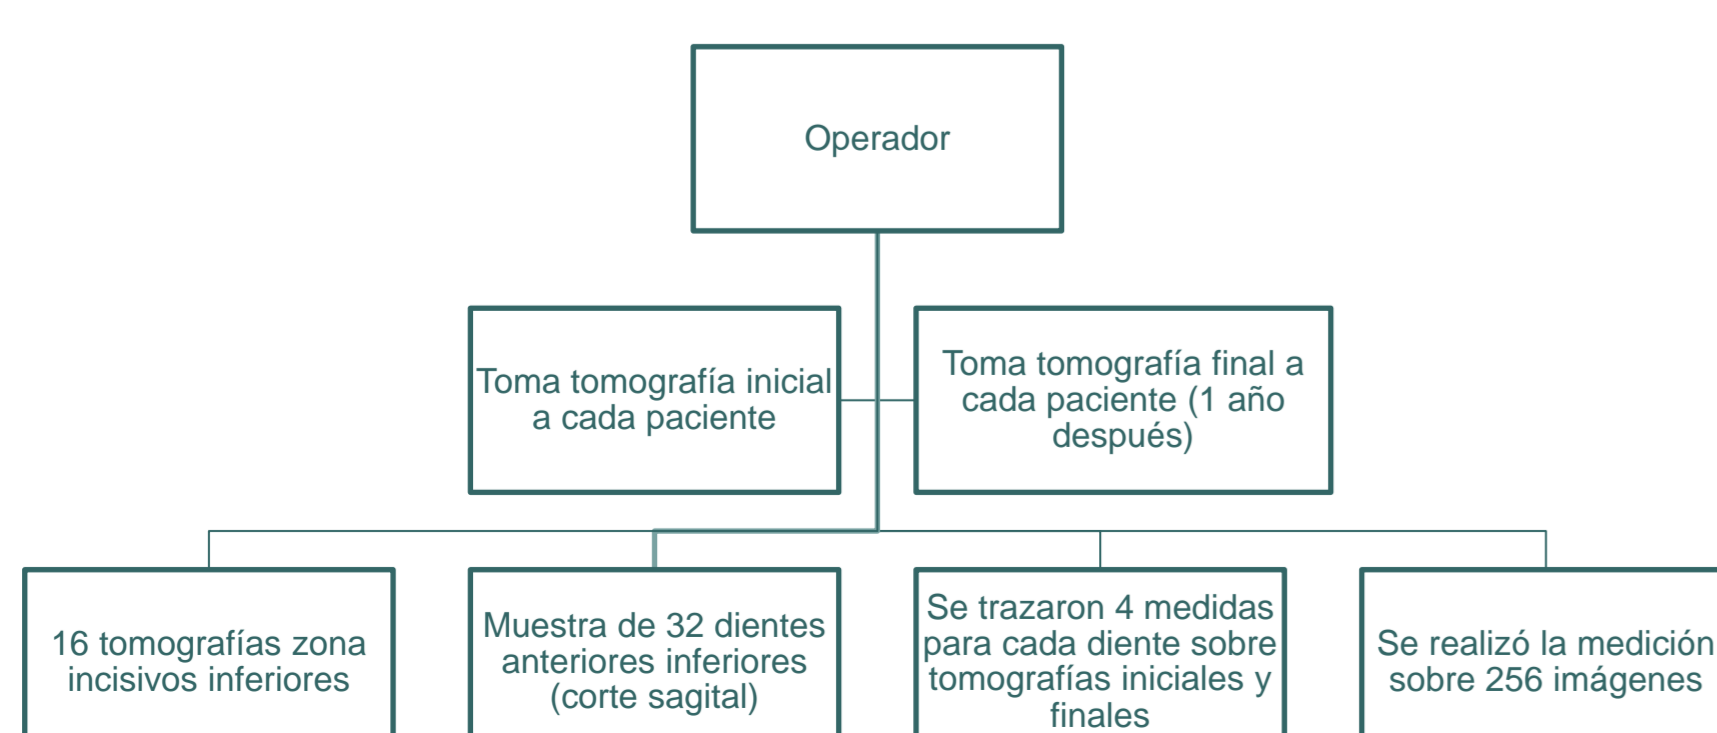 Operador
Toma tomografía inicial
a cada paciente
Toma tomografía final a
cada paciente (1 año
después)
16 tomografías zona
incisivos inferiores
Muestra de 32 dientes
anteriores inferiores
(corte sagital)
Se trazaron 4 medidas
para cada diente sobre
tomografías iniciales y
finales
Se realizó la medición
sobre 256 imágenes